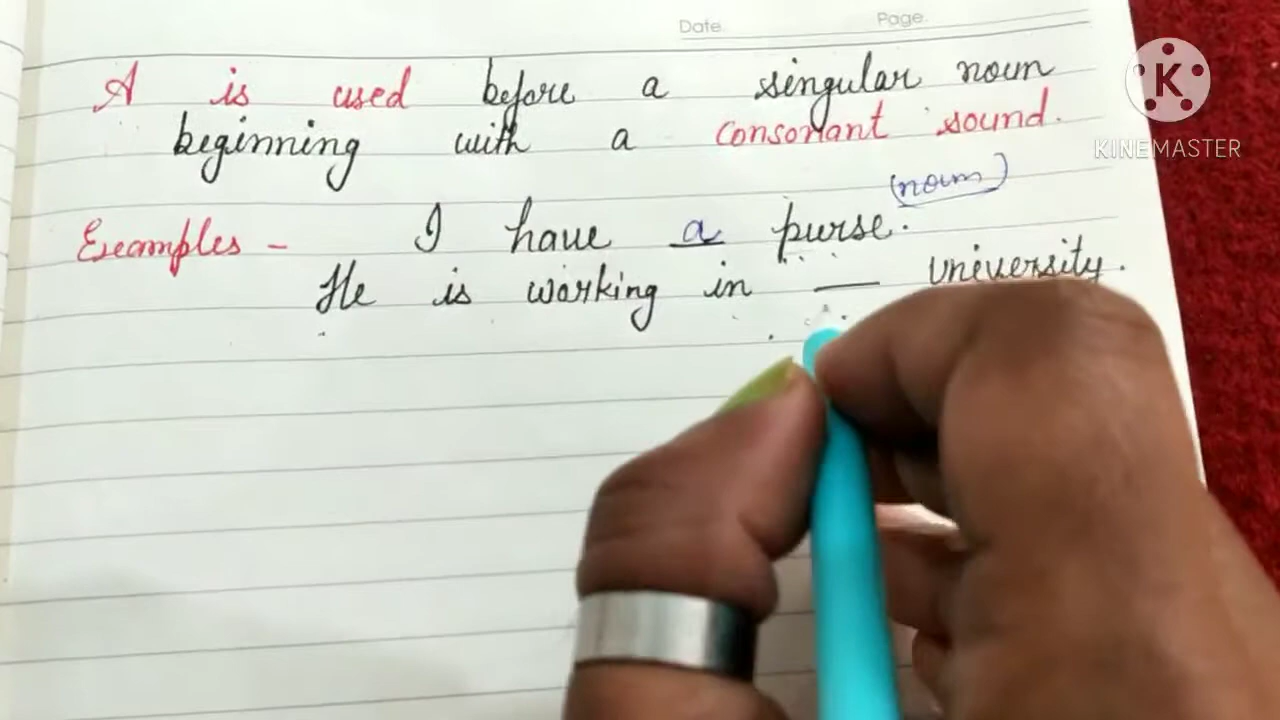 Date. Page.
A is used before a singular noun
beginning with a consonant sound.
(noun)
Examples - I have a purse.
He is working in ___ university.
K
KINEMASTER